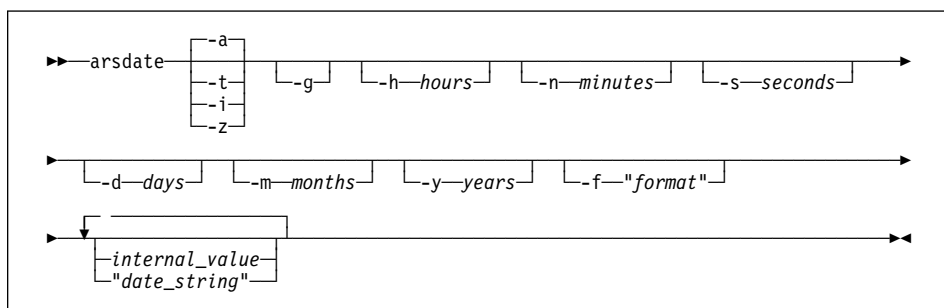 arsdate -a -g -h hours -n minutes -s seconds
-t
-i
-z
-d days -m months -y years -f "format"
internal_value
"date_string"